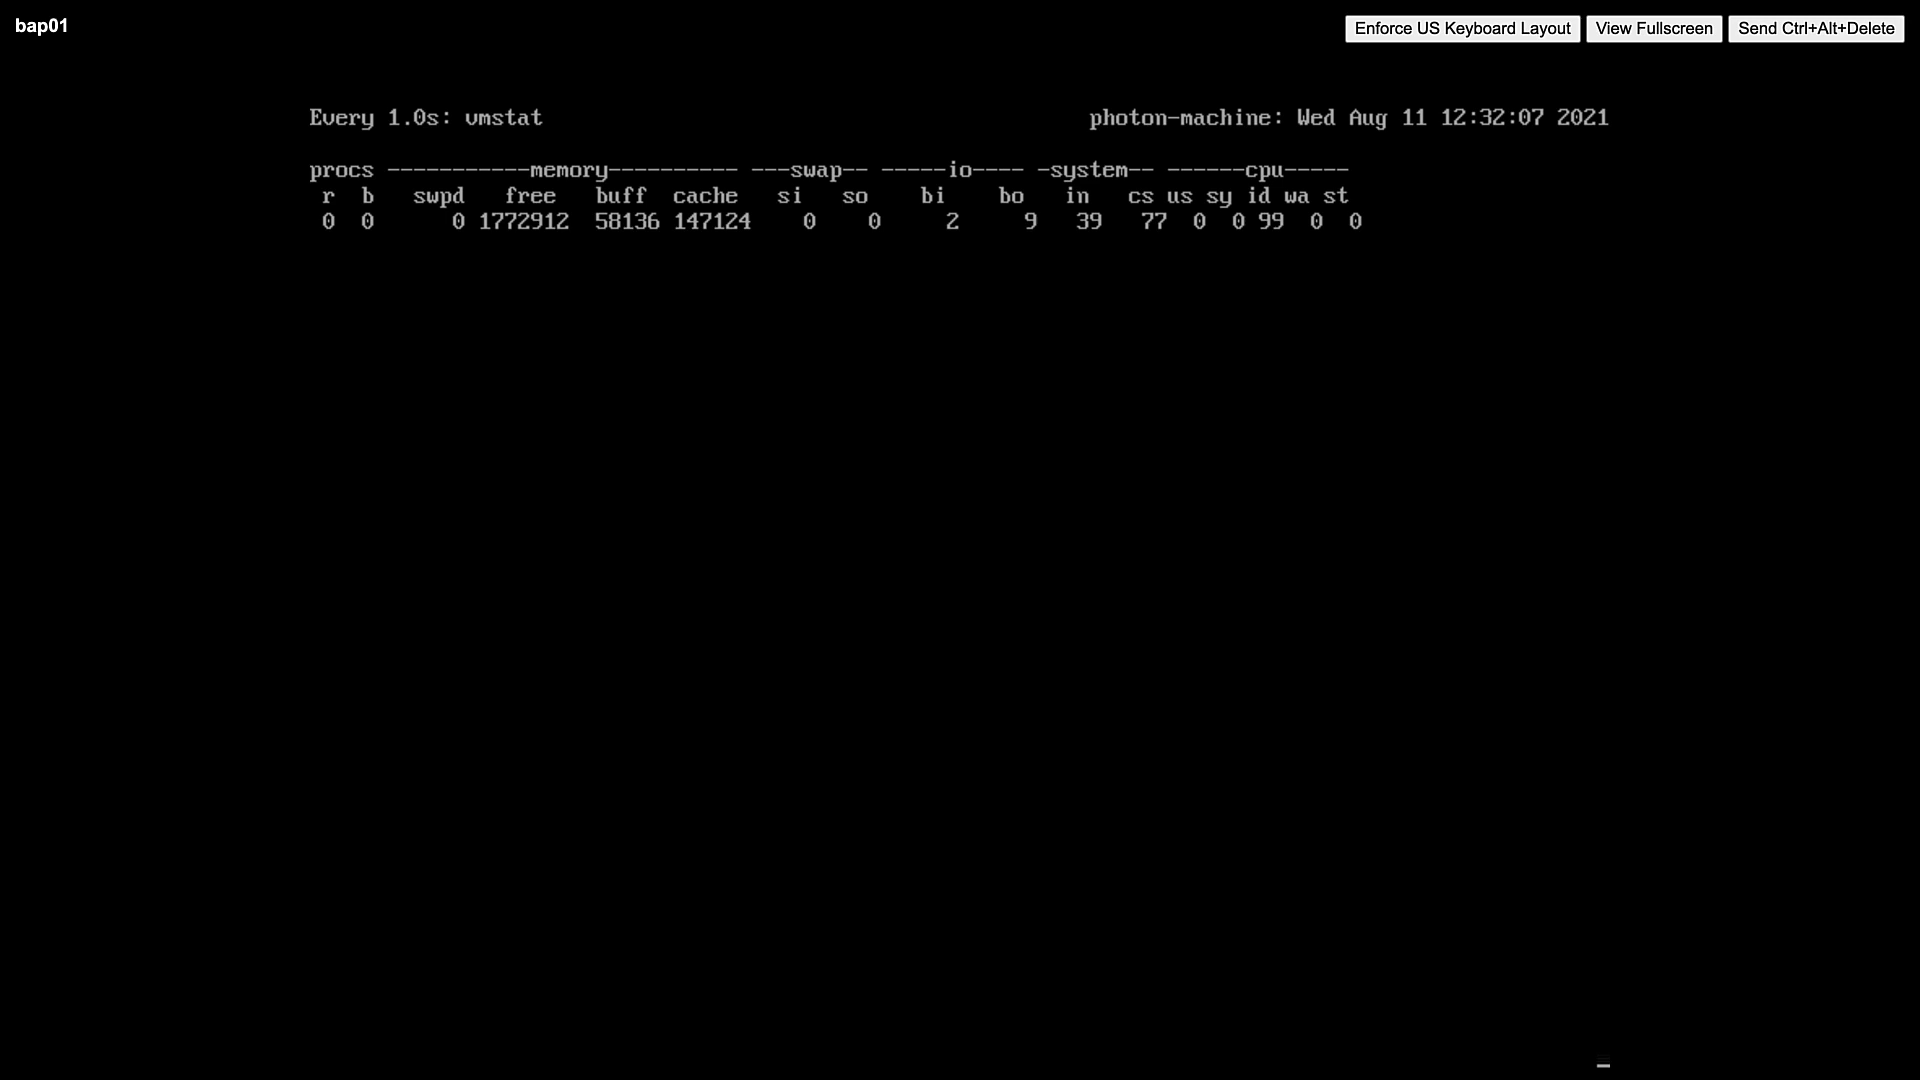 bap01 Enforce US Keyboard Layout View Fullscreen Send Ctrl+Alt+Delete
Every 1.0s: vmstat photon-machine: Wed Aug 11 12:32:07 2021
procs -----------memory---------- ---swap-- -----io---- -system-- ------cpu-----
r b swpd free buff cache si so bi bo in cs us sy id wa st
0 0 0 1772912 58136 147124 0 0 2 9 39 77 0 0 99 0 0